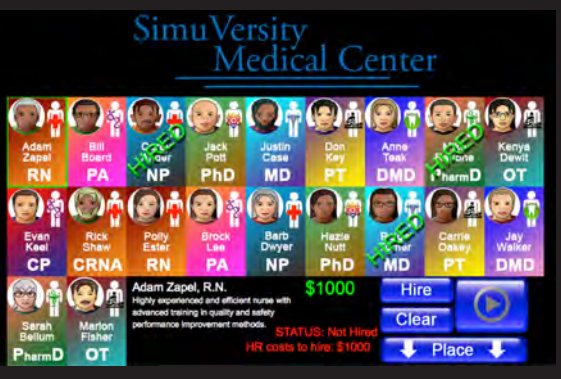 SimuVersity
Medical Center
Adam
Zapel
RN
Bill
Board
PA
HIRED
NP
Jack
Pott
PhD
Justin
Case
MD
Don
Key
PT
Anne
Teak
DMD
HIRED
PharmD
Kenya
Dewit
OT
Evan
Keel
CP
Rick
Shaw
CRNA
Polly
Ester
RN
Brock
Lee
PA
Barb
Dwyer
NP
Hazle
Nutt
PhD
HIRED
MD
Carrie
Oakey
PT
Jay
Walker
DMD
Sarah
Bellum
PharmD
Marion
Fisher
OT
Adam Zapel, R.N.
Highly experienced and efficient nurse with
advanced training in quality and safety
performance improvement methods.
$1000
STATUS: Not Hired
HR costs to hire: $1000
Hire
Clear
Place